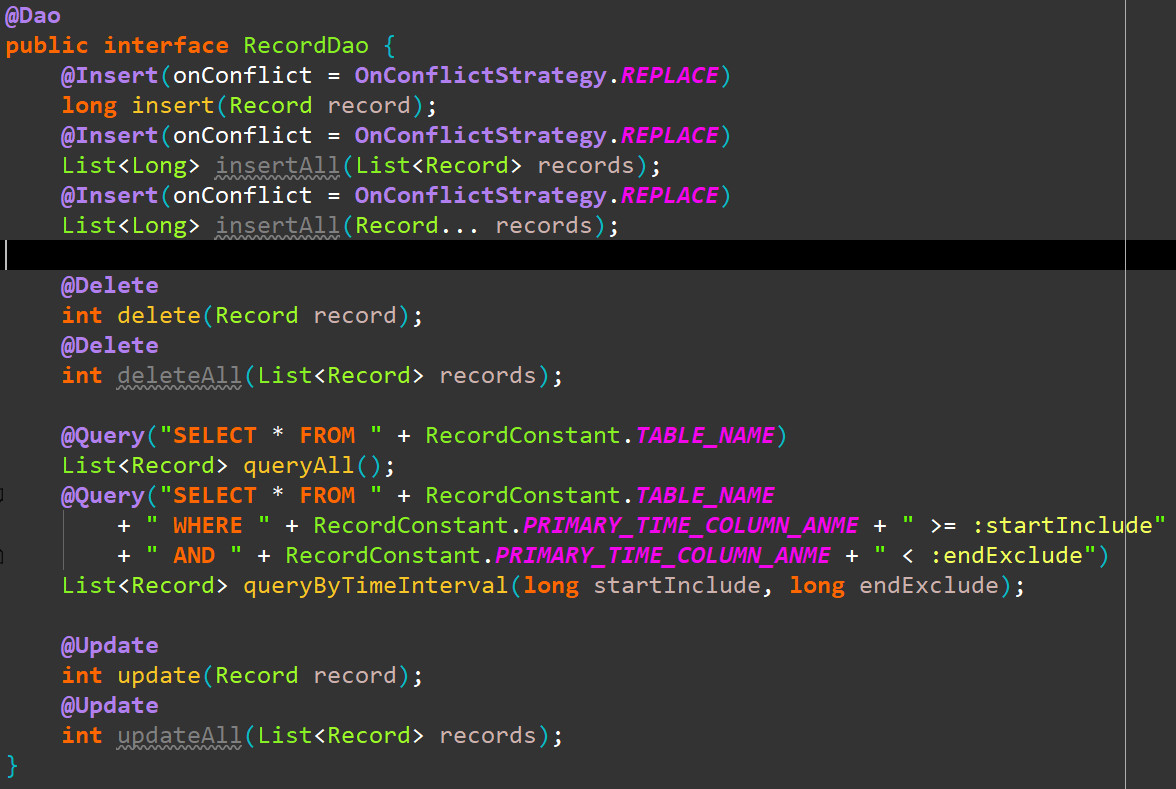 @Dao
public interface RecordDao {
    @Insert(onConflict = OnConflictStrategy.REPLACE)
    long insert(Record record);
    @Insert(onConflict = OnConflictStrategy.REPLACE)
    List<Long> insertAll(List<Record> records);
    @Insert(onConflict = OnConflictStrategy.REPLACE)
    List<Long> insertAll(Record... records);

    @Delete
    int delete(Record record);
    @Delete
    int deleteAll(List<Record> records);

    @Query("SELECT * FROM " + RecordConstant.TABLE_NAME)
    List<Record> queryAll();
    @Query("SELECT * FROM " + RecordConstant.TABLE_NAME
        + " WHERE " + RecordConstant.PRIMARY_TIME_COLUMN_ANME + " >= :startInclude"
        + " AND " + RecordConstant.PRIMARY_TIME_COLUMN_ANME + " < :endExclude")
    List<Record> queryByTimeInterval(long startInclude, long endExclude);

    @Update
    int update(Record record);
    @Update
    int updateAll(List<Record> records);
}